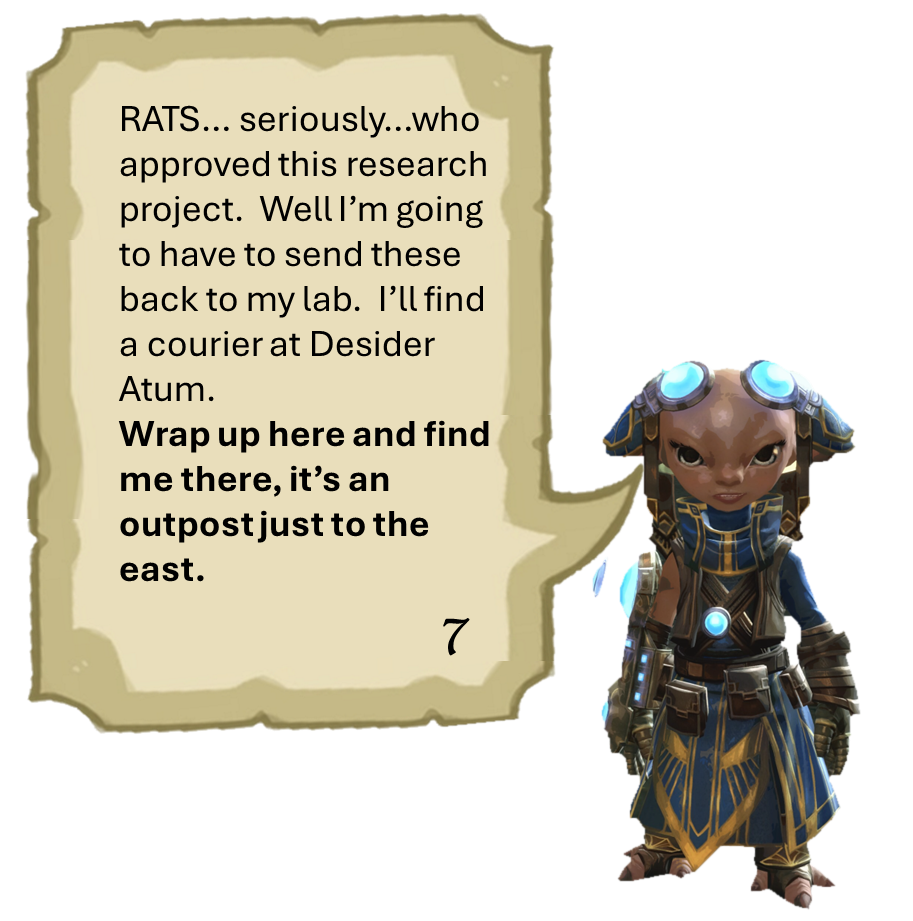 RATS... seriously...who
approved this research
project.  Well I’m going
to have to send these
back to my lab.  I’ll find
a courier at Desider
Atum.
Wrap up here and find
me there, it’s an
outpost just to the
east.
7